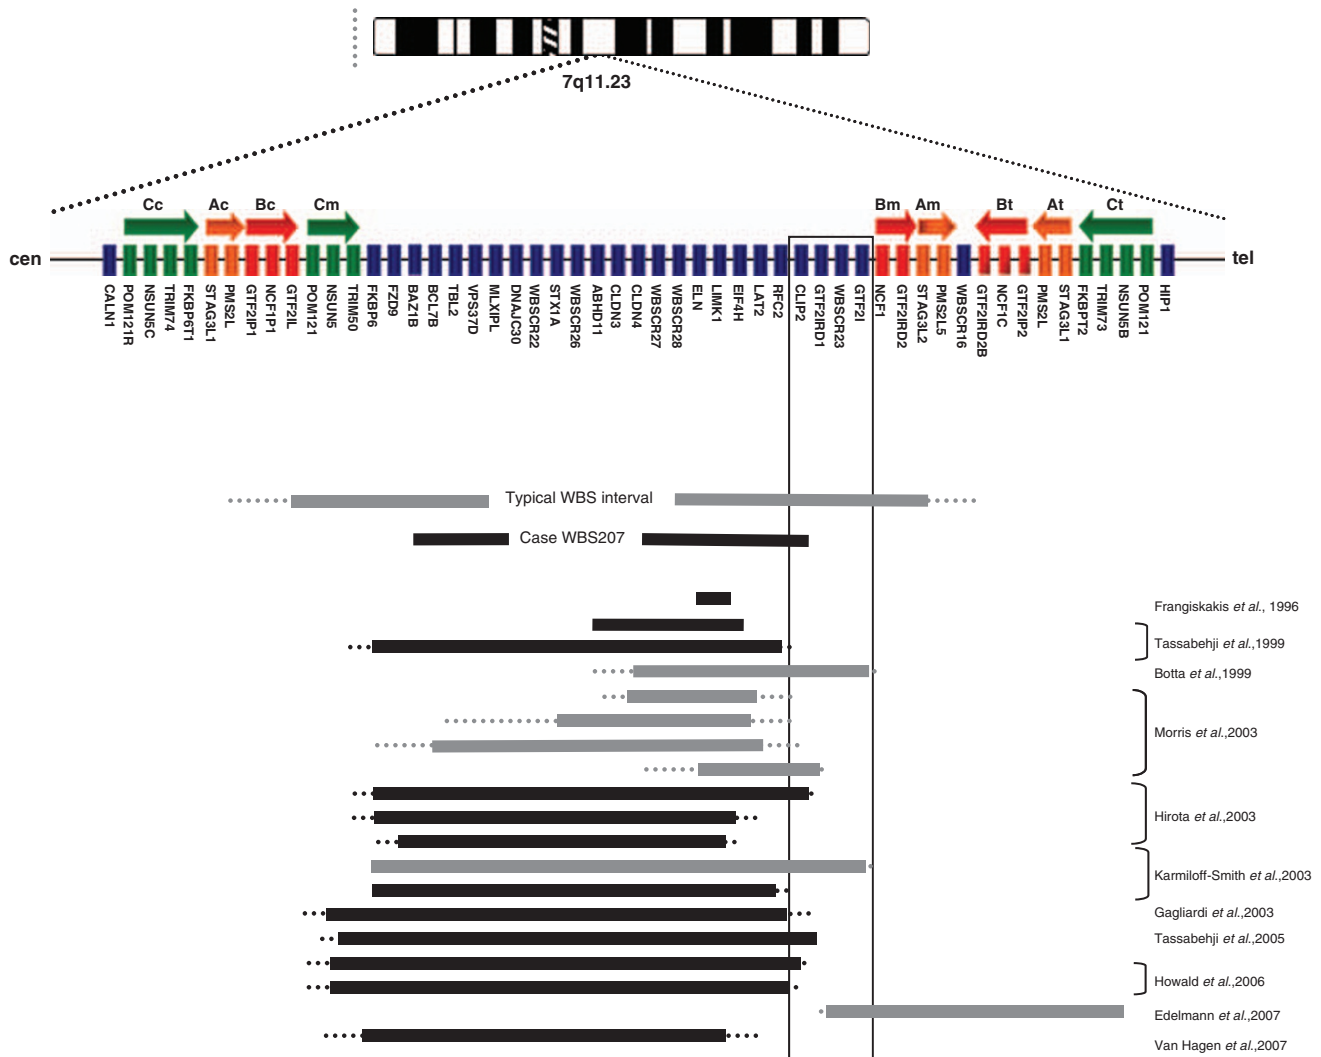 7q11.23
Cc Ac Bc Cm Bm Am Bt At Ct
cen tel
CALN1
POM121R
NSUN5C
TRIM74
FKBP6T1
STAG3L1
PMS2L
GTF2IP1
NCF1P1
GTF2IL
POM121
NSUN5
TRIM50
FKBP6
FZD9
BAZ1B
BCL7B
TBL2
VPS37D
MLXIPL
DNAJC30
WBSCR22
STX1A
WBSCR26
ABHD11
CLDN3
CLDN4
WBSCR27
WBSCR28
ELN
LIMK1
EIF4H
LAT2
RFC2
CLIP2
GTF2IRD1
WBSCR23
GTF2I
NCF1
GTF2IRD2
STAG3L2
PMS2L5
WBSCR16
GTF2IRD2B
NCF1C
GTF2IP2
PMS2L
STAG3L1
FKBPT2
TRIM73
NSUN5B
POM121
HIP1
Typical WBS interval
Case WBS207
Frangiskakis et al., 1996
Tassabehji et al.,1999
Botta et al.,1999
Morris et al.,2003
Hirota et al.,2003
Karmiloff-Smith et al.,2003
Gagliardi et al.,2003
Tassabehji et al.,2005
Howald et al.,2006
Edelmann et al.,2007
Van Hagen et al.,2007